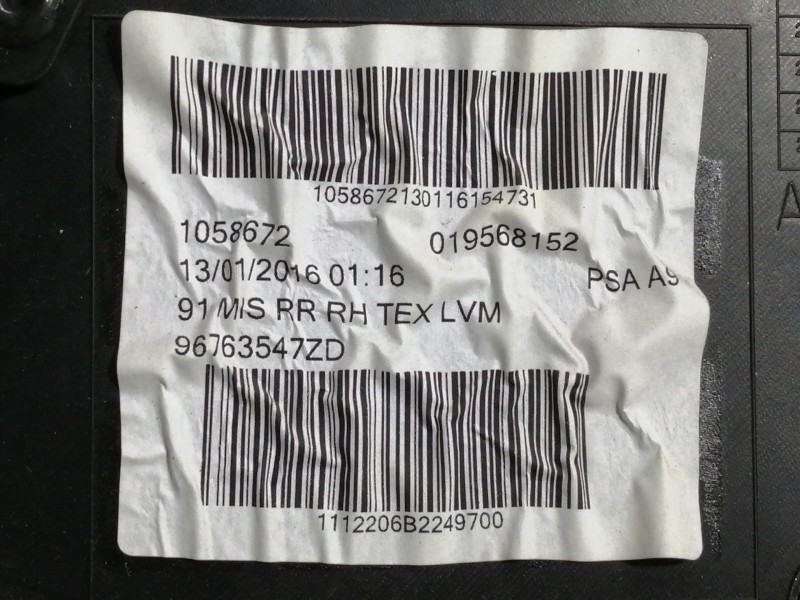 1058672130116154731
1058672 019568152
13/01/2016 01:16 PSA A9
91 MIS RR RH TEX LVM
96763547ZD
1112206B2249700